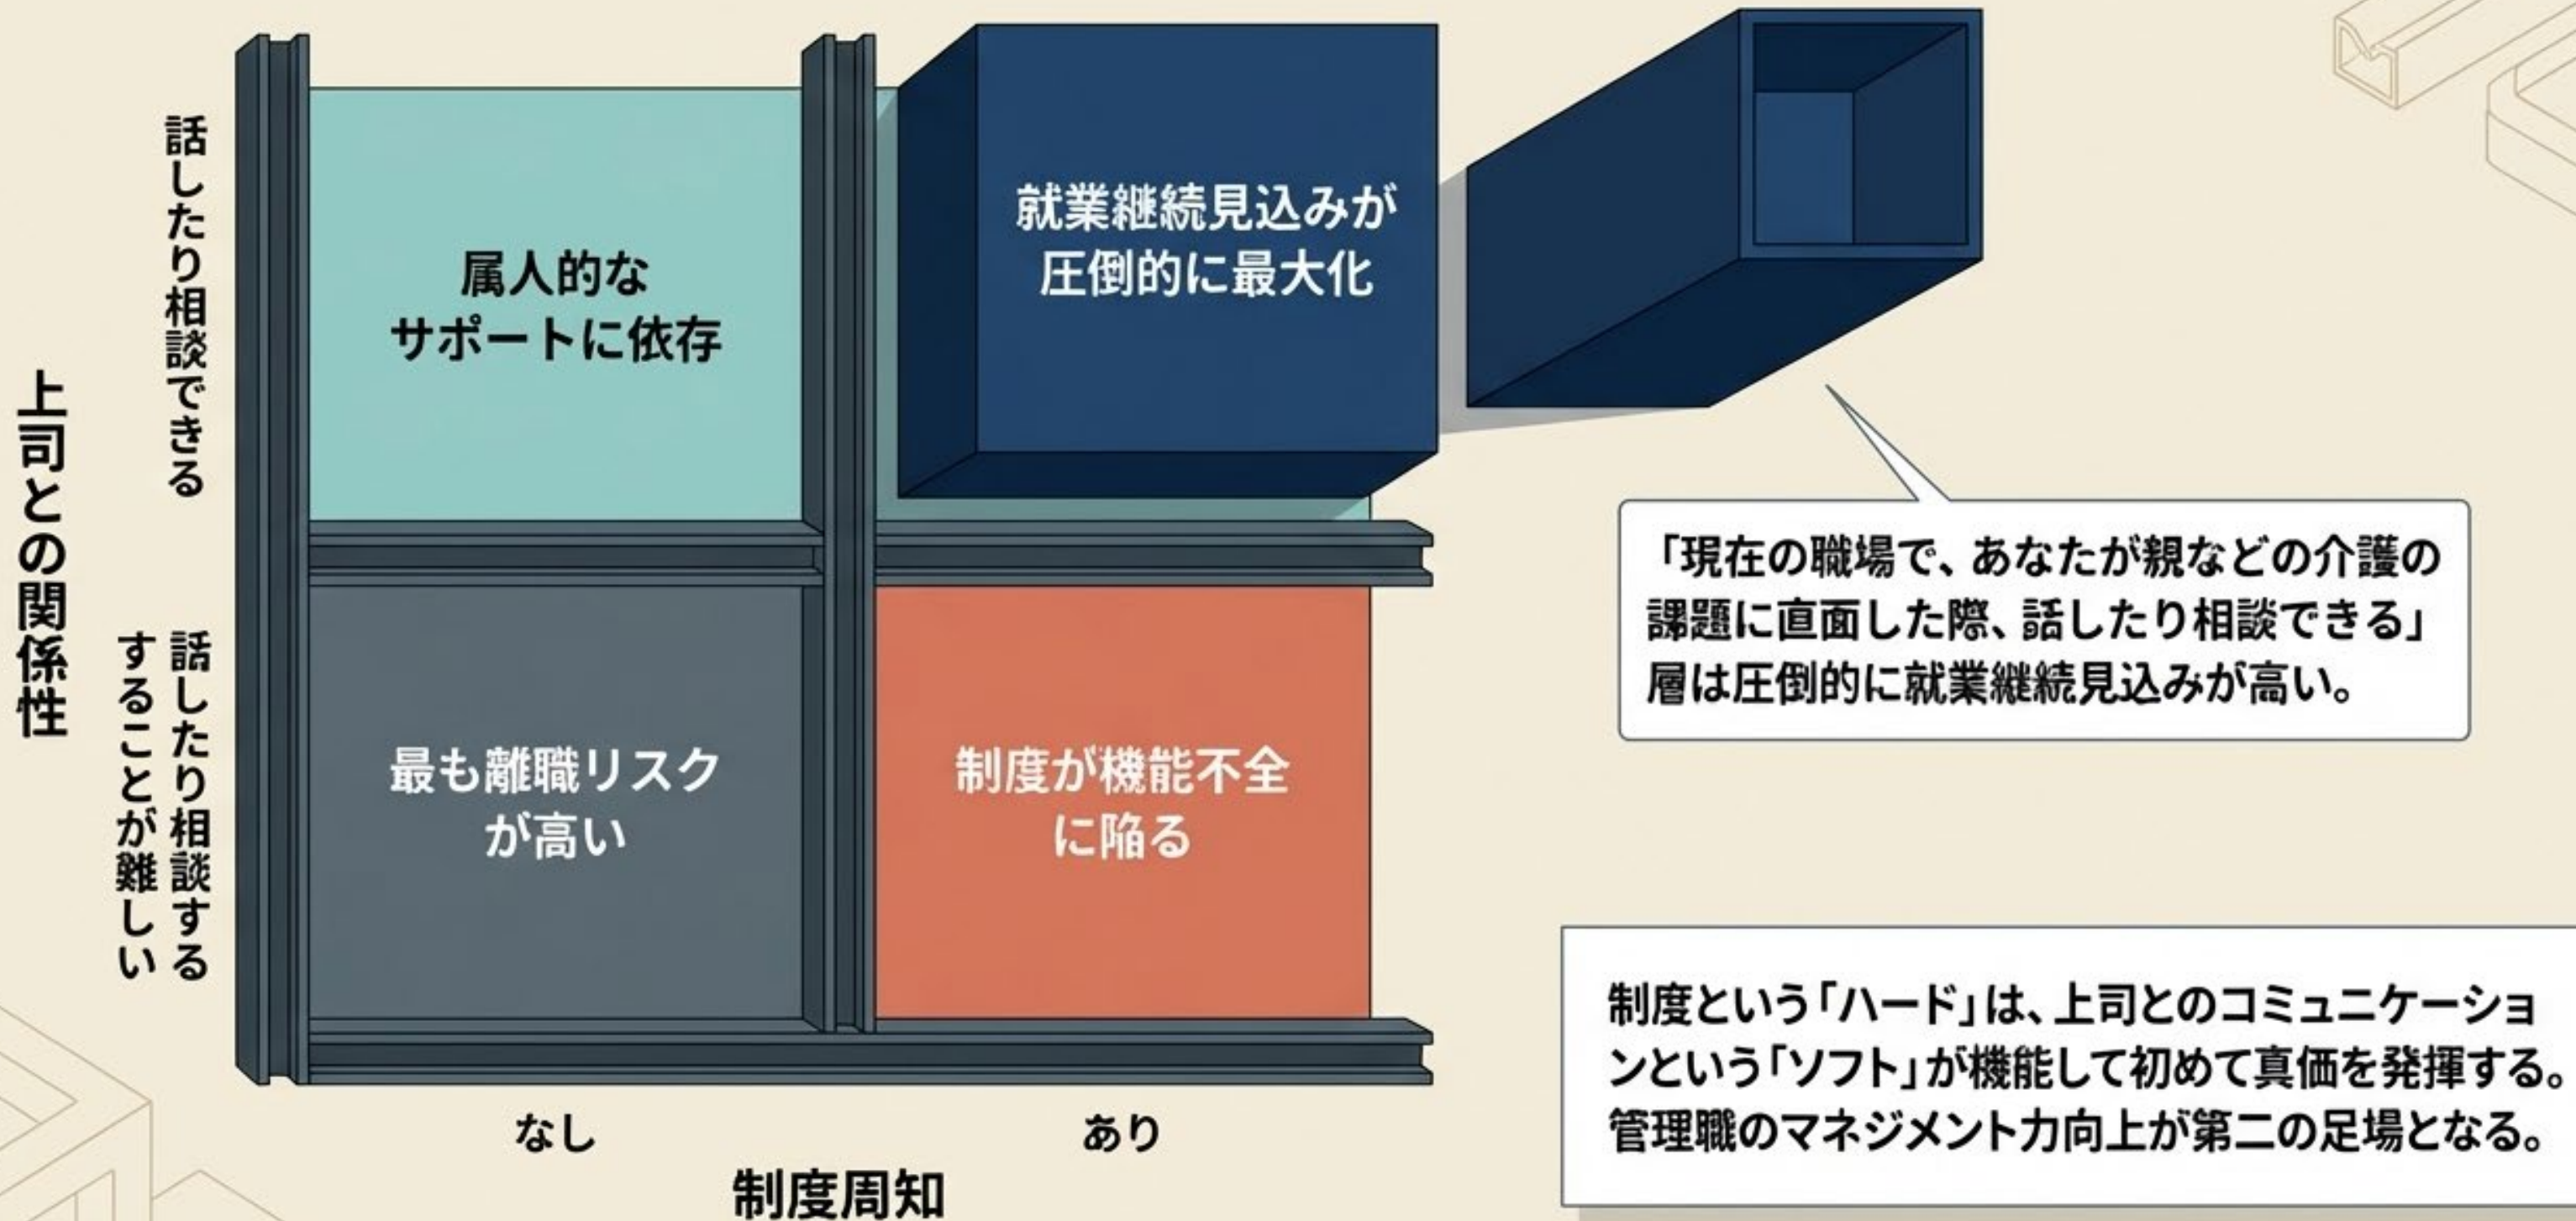 上司との関係性
話したり相談できる
話したり相談する
することが難しい
属人的な
サポートに依存
就業継続見込みが
圧倒的に最大化
最も離職リスク
が高い
制度が機能不全
に陥る
なし
あり
制度周知
「現在の職場で、あなたが親などの介護の
課題に直面した際、話したり相談できる」
層は圧倒的に就業継続見込みが高い。
制度という「ハード」は、上司とのコミュニケーショ
ンという「ソフト」が機能して初めて真価を発揮する。
管理職のマネジメント力向上が第二の足場となる。